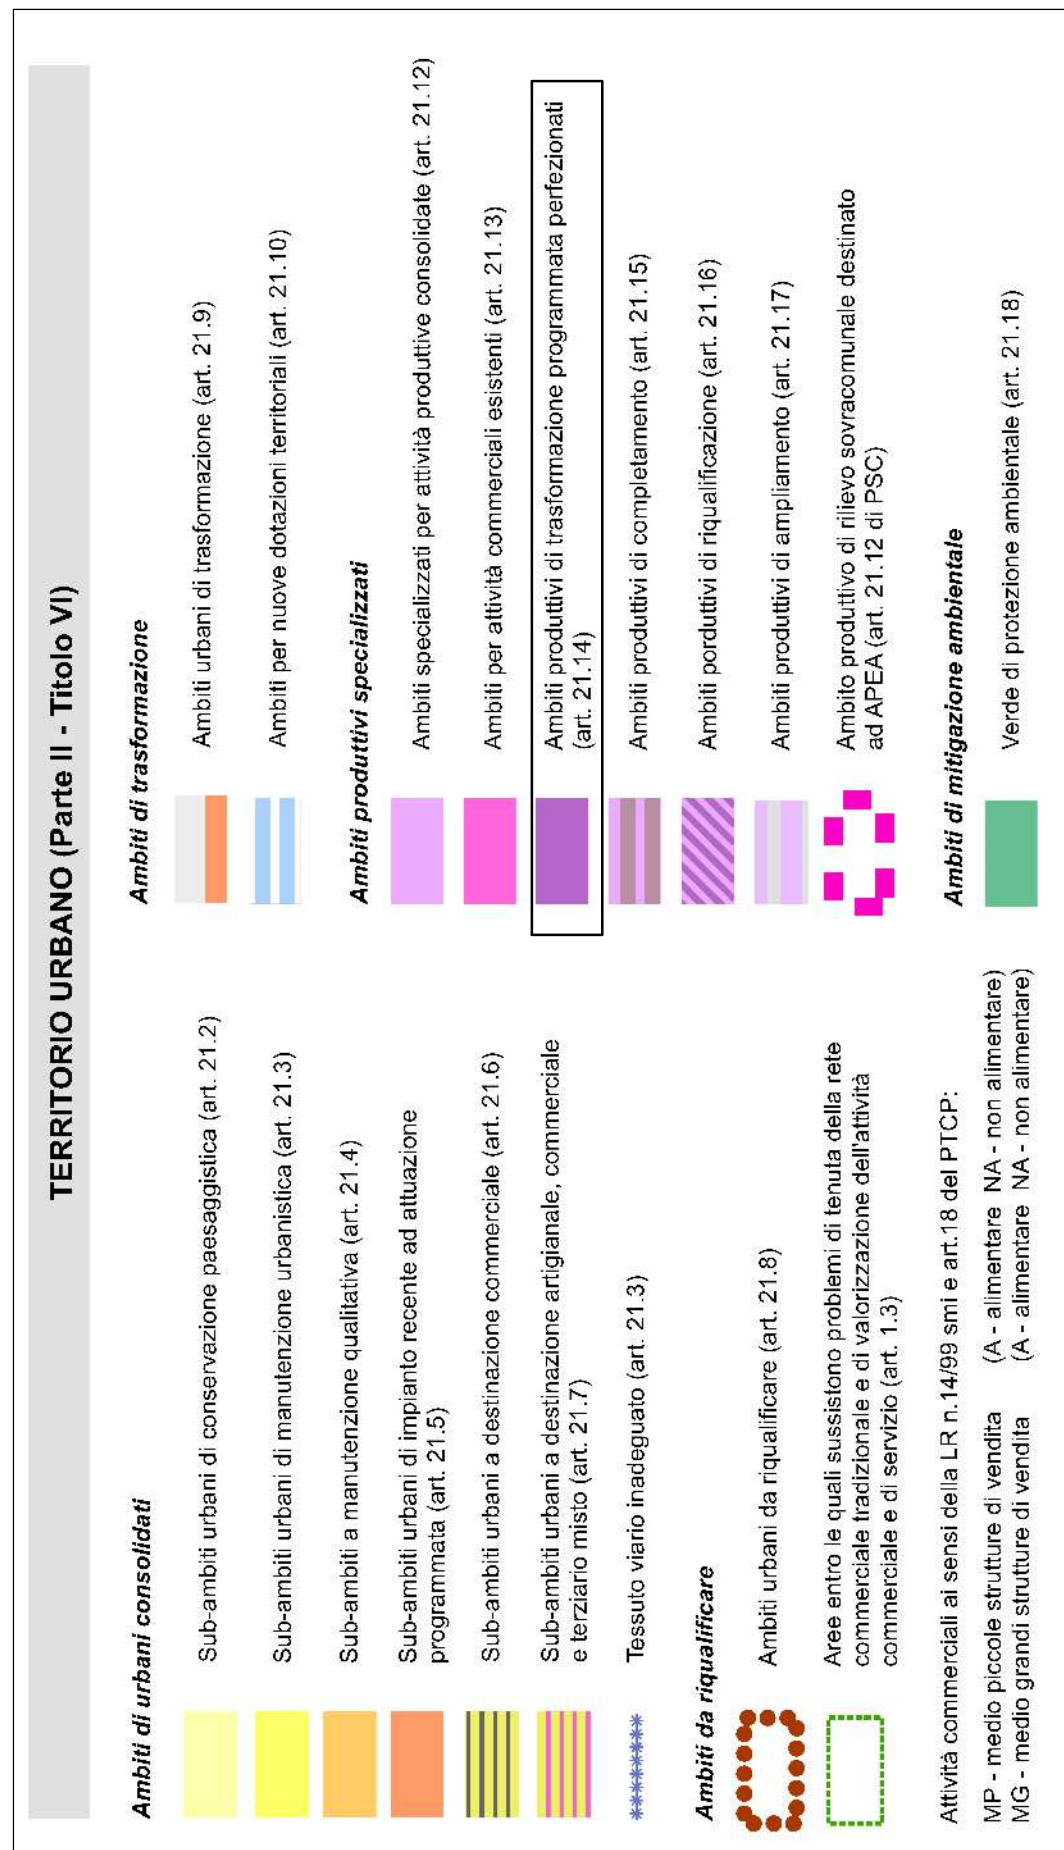 TERRITORIO URBANO (Parte II - Titolo VI)
Ambiti di urbani consolidati
Sub-ambiti urbani di conservazione paesaggistica (art. 21.2)
Sub-ambiti urbani di manutenzione urbanistica (art. 21.3)
Sub-ambiti a manutenzione qualitativa (art. 21.4)
Sub-ambiti urbani di impianto recente ad attuazione
programmata (art. 21.5)
Sub-ambiti urbani a destinazione commerciale (art. 21.6)
Sub-ambiti urbani a destinazione artigianale, commerciale
e terziario misto (art. 21.7)
Tessuto viario inadeguato (art. 21.3)
Ambiti da riqualificare
Ambiti urbani da riqualificare (art. 21.8)
Aree entro le quali sussistono problemi di tenuta della rete
commerciale tradizionale e di valorizzazione dell'attività
commerciale e di servizio (art. 1.3)
Attività commerciali ai sensi della LR n.14/99 smi e art.18 del PTCP:
MP - medio piccole strutture di vendita (A - alimentare NA - non alimentare)
MG - medio grandi strutture di vendita (A - alimentare NA - non alimentare)
Ambiti di trasformazione
Ambiti urbani di trasformazione (art. 21.9)
Ambiti per nuove dotazioni territoriali (art. 21.10)
Ambiti produttivi specializzati
Ambiti specializzati per attività produttive consolidate (art. 21.12)
Ambiti per attività commerciali esistenti (art. 21.13)
Ambiti produttivi di trasformazione programmata perfezionati
(art. 21.14)
Ambiti produttivi di completamento (art. 21.15)
Ambiti porduttivi di riqualificazione (art. 21.16)
Ambiti produttivi di ampliamento (art. 21.17)
Ambito produttivo di rilievo sovracomunale destinato
ad APEA (art. 21.12 di PSC)
Ambiti di mitigazione ambientale
Verde di protezione ambientale (art. 21.18)